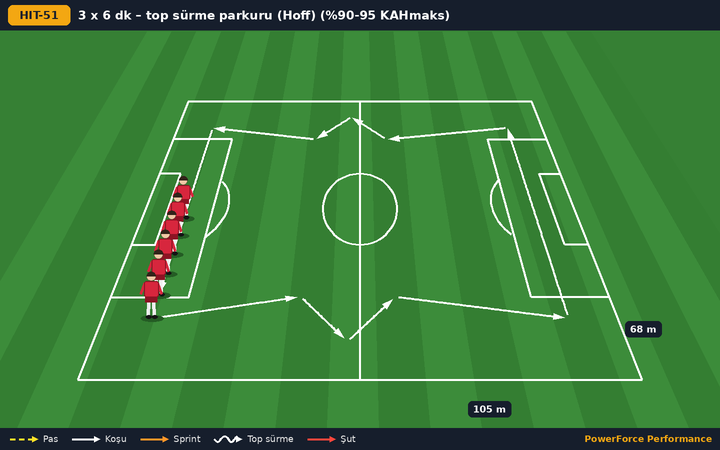 HIT-51 3 x 6 dk – top sürme parkuru (Hoff) (%90-95 KAHmaks)
68 m
105 m
Pas Koşu Sprint Top sürme Şut PowerForce Performance